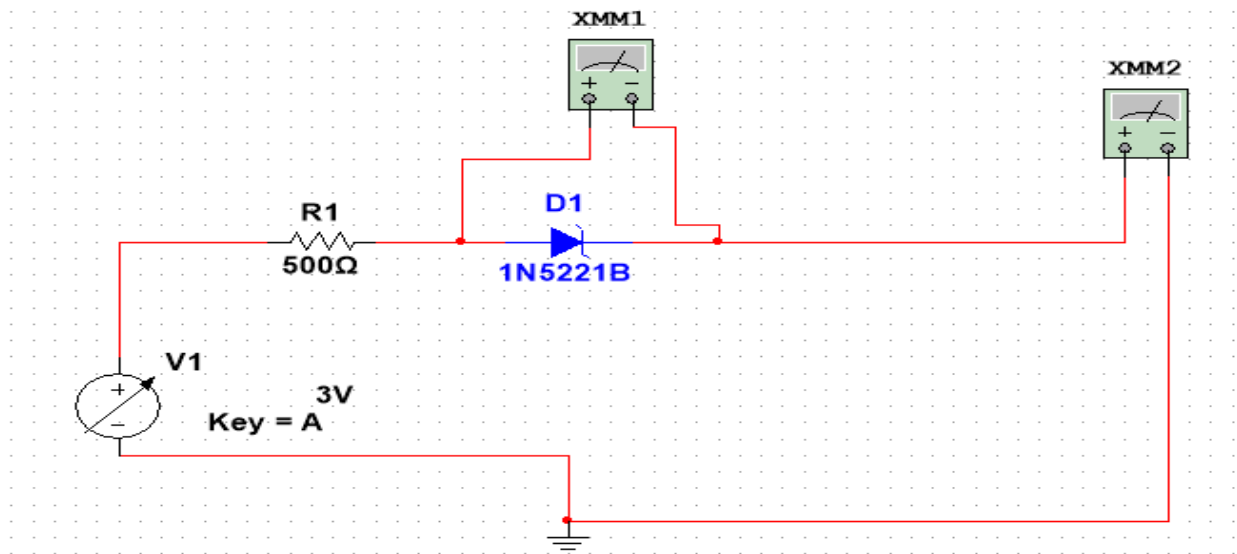 XMM1
+ −
XMM2
+ −
R1
500Ω
D1
1N5221B
V1
+
−
3V
Key = A